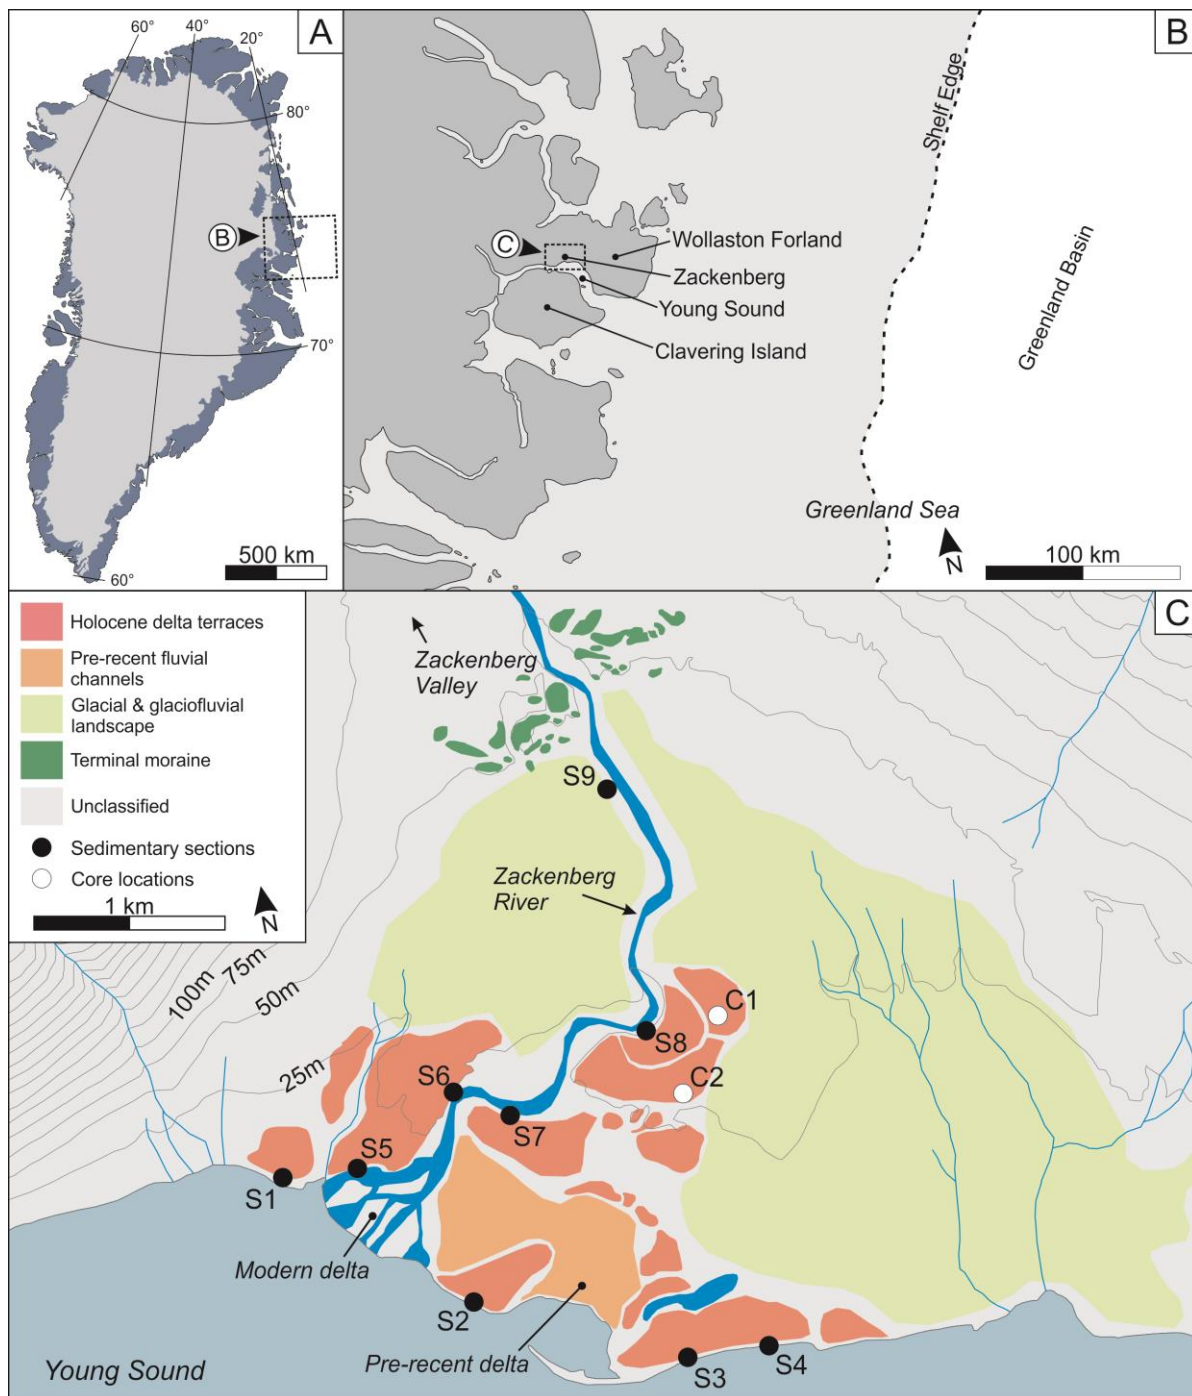 60°
40°
20°
A
80°
B
70°
500 km
60°
B
Shelf Edge
Greenland Basin
C
Wollaston Forland
Zackenberg
Young Sound
Clavering Island
Greenland Sea
N
100 km
C
Holocene delta terraces
Pre-recent fluvial
channels
Glacial & glaciofluvial
landscape
Terminal moraine
Unclassified
Sedimentary sections
Core locations
1 km
N
Zackenberg
Valley
S9
Zackenberg
River
100m
75m
50m
25m
C1
S8
C2
S6
S7
S5
S1
Modern delta
S2
Pre-recent delta
S3
S4
Young Sound